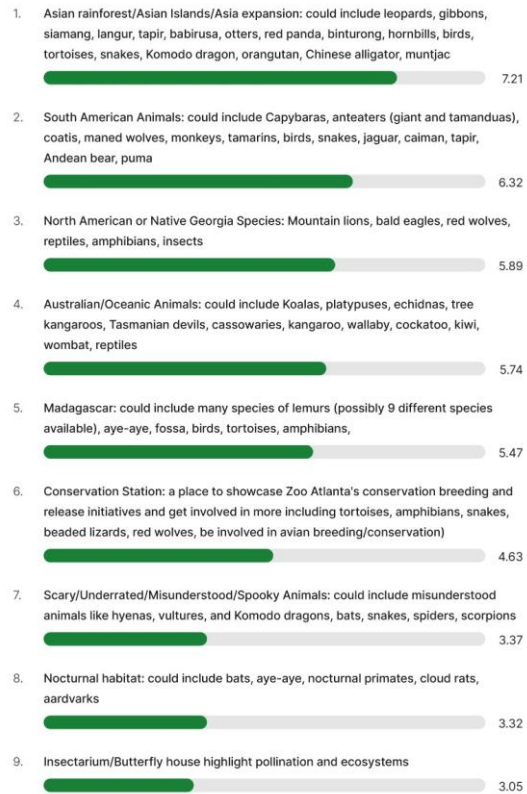 1. Asian rainforest/Asian Islands/Asia expansion: could include leopards, gibbons,
siamang, langur, tapir, babirusa, otters, red panda, binturong, hornbills, birds,
tortoises, snakes, Komodo dragon, orangutan, Chinese alligator, muntjac
7.21
2. South American Animals: could include Capybaras, anteaters (giant and tamanduas),
coatis, maned wolves, monkeys, tamarins, birds, snakes, jaguar, caiman, tapir,
Andean bear, puma
6.32
3. North American or Native Georgia Species: Mountain lions, bald eagles, red wolves,
reptiles, amphibians, insects
5.89
4. Australian/Oceanic Animals: could include Koalas, platypuses, echidnas, tree
kangaroos, Tasmanian devils, cassowaries, kangaroo, wallaby, cockatoo, kiwi,
wombat, reptiles
5.74
5. Madagascar: could include many species of lemurs (possibly 9 different species
available), aye-aye, fossa, birds, tortoises, amphibians,
5.47
6. Conservation Station: a place to showcase Zoo Atlanta's conservation breeding and
release initiatives and get involved in more including tortoises, amphibians, snakes,
beaded lizards, red wolves, be involved in avian breeding/conservation)
4.63
7. Scary/Underrated/Misunderstood/Spooky Animals: could include misunderstood
animals like hyenas, vultures, and Komodo dragons, bats, snakes, spiders, scorpions
3.37
8. Nocturnal habitat: could include bats, aye-aye, nocturnal primates, cloud rats,
aardvarks
3.32
9. Insectarium/Butterfly house highlight pollination and ecosystems
3.05